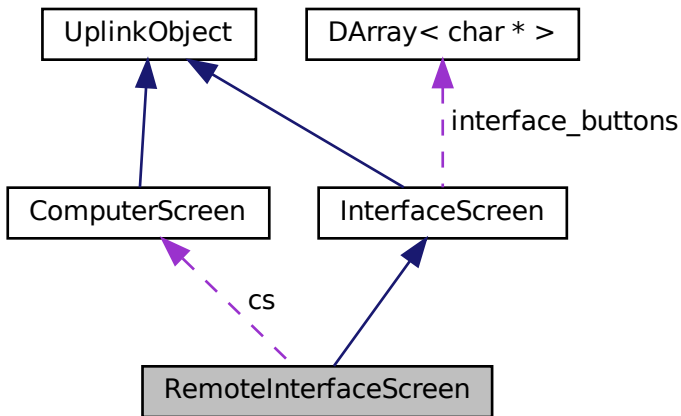 UplinkObject
DArray< char * >
interface_buttons
ComputerScreen
InterfaceScreen
cs
RemoteInterfaceScreen